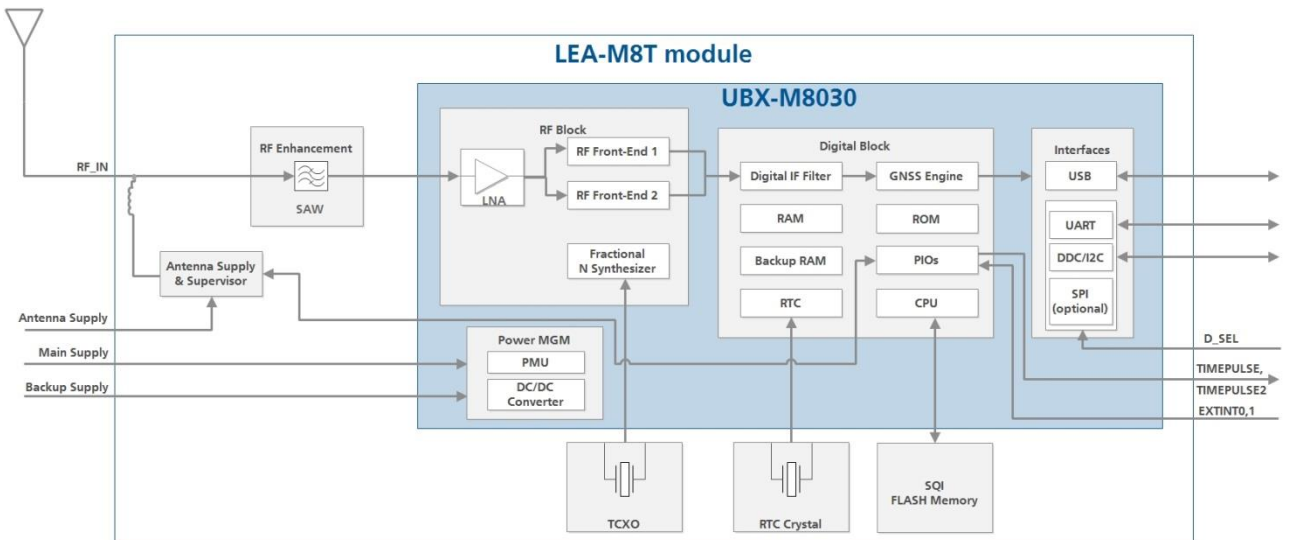 LEA-M8T module
UBX-M8030
RF_IN
RF Enhancement
SAW
RF Block
LNA
RF Front-End 1
RF Front-End 2
Fractional
N Synthesizer
Digital Block
Digital IF Filter
GNSS Engine
RAM
ROM
Backup RAM
PIOs
RTC
CPU
Interfaces
USB
UART
DDC/I2C
SPI
(optional)
Antenna Supply
& Supervisor
Antenna Supply
Main Supply
Backup Supply
Power MGM
PMU
DC/DC
Converter
D_SEL
TIMEPULSE,
TIMEPULSE2
EXTINT0,1
TCXO
RTC Crystal
SQI
FLASH Memory